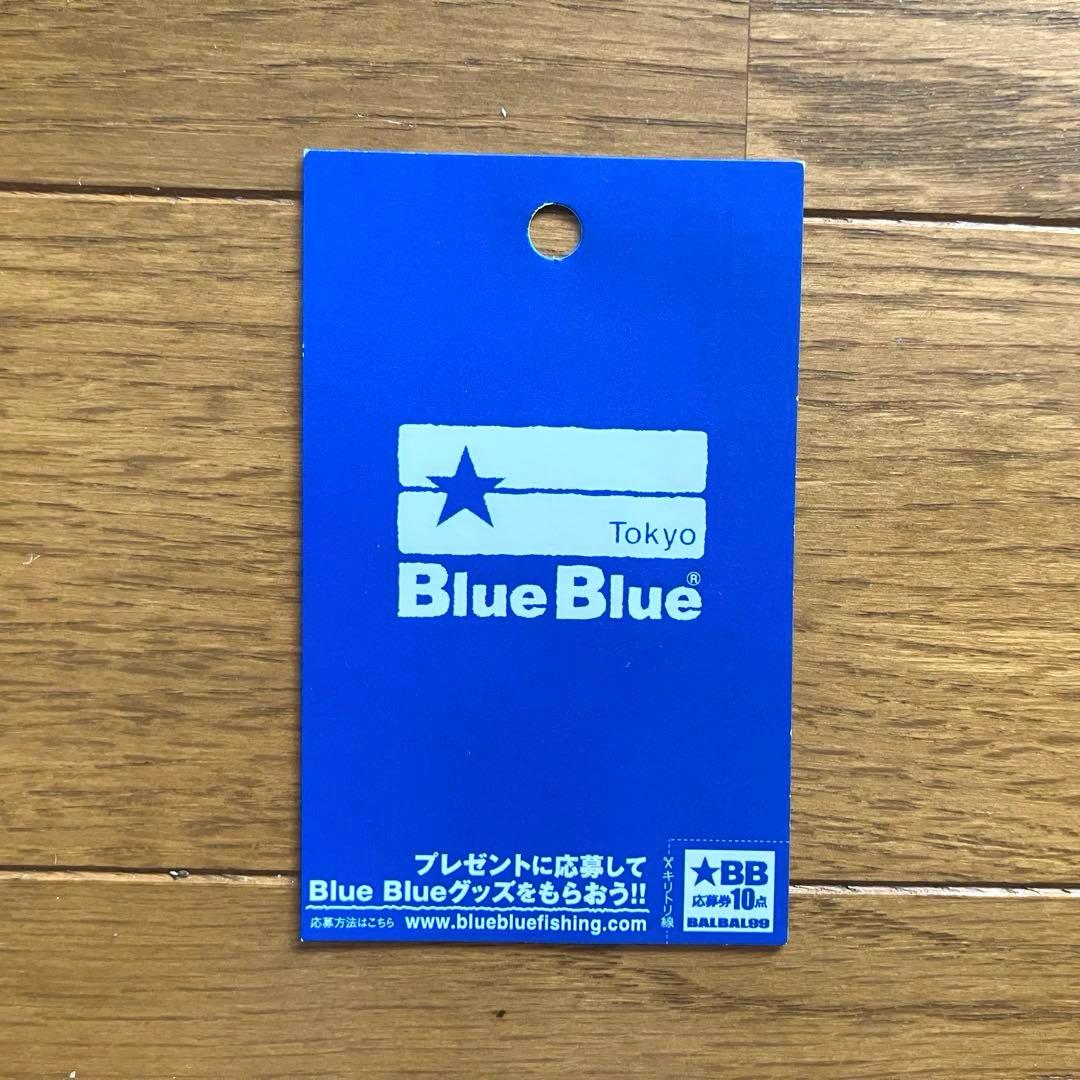 Tokyo
Blue Blue®
プレゼントに応募して
Blue Blueグッズをもらおう!!
応募方法はこちら www.bluebluefishing.com
キリトリ線
★BB
応募券10点
BALBAL99